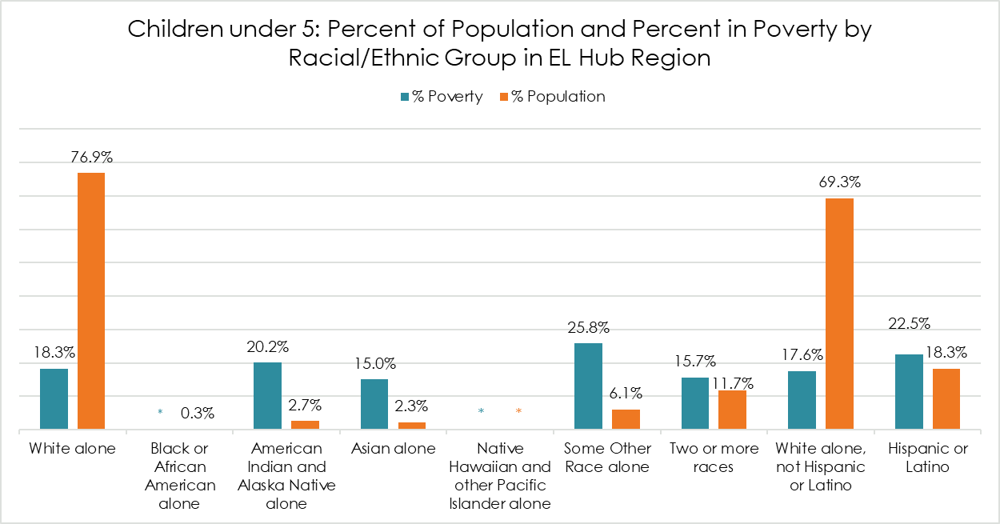 Children under 5: Percent of Population and Percent in Poverty by
Racial/Ethnic Group in EL Hub Region
% Poverty % Population
76.9%
69.3%
25.8%
22.5%
20.2%
18.3%
15.0%
15.7%
17.6%
18.3%
11.7%
6.1%
2.7%
2.3%
* 0.3%
* *
White alone
Black or
African
American
alone
American
Indian and
Alaska Native
alone
Asian alone
Native
Hawaiian and
other Pacific
Islander alone
Some Other
Race alone
Two or more
races
White alone,
not Hispanic
or Latino
Hispanic or
Latino